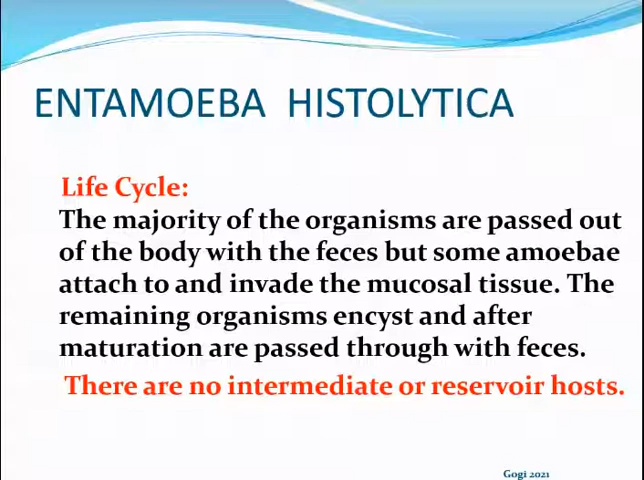 ENTAMOEBA HISTOLYTICA
Life Cycle:
The majority of the organisms are passed out
of the body with the feces but some amoebae
attach to and invade the mucosal tissue. The
remaining organisms encyst and after
maturation are passed through with feces.
There are no intermediate or reservoir hosts.
Gogi 2021